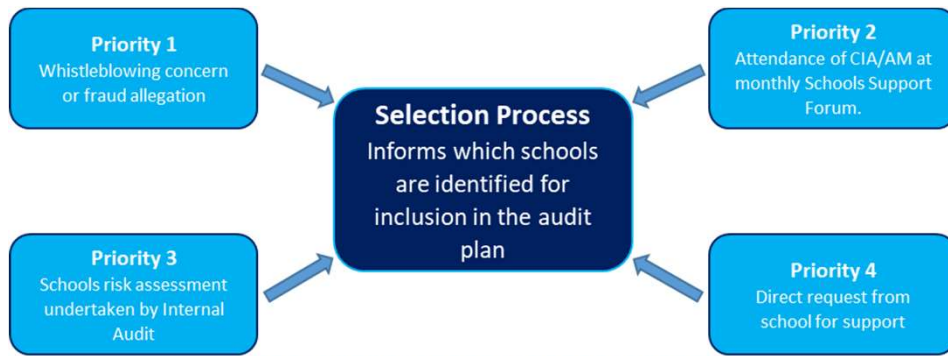 Priority 1
Whistleblowing concern
or fraud allegation
Priority 2
Attendance of CIA/AM at
monthly Schools Support
Forum.
Selection Process
Informs which schools
are identified for
inclusion in the audit
plan
Priority 3
Schools risk assessment
undertaken by Internal
Audit
Priority 4
Direct request from
school for support